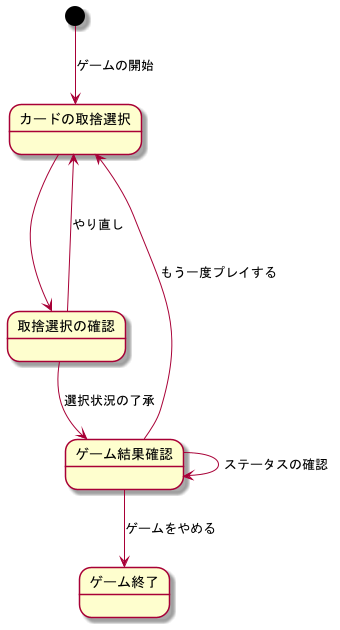 ゲームの開始
カードの取捨選択
やり直し
もう一度プレイする
取捨選択の確認
選択状況の了承
ゲーム結果確認
ステータスの確認
ゲームをやめる
ゲーム終了